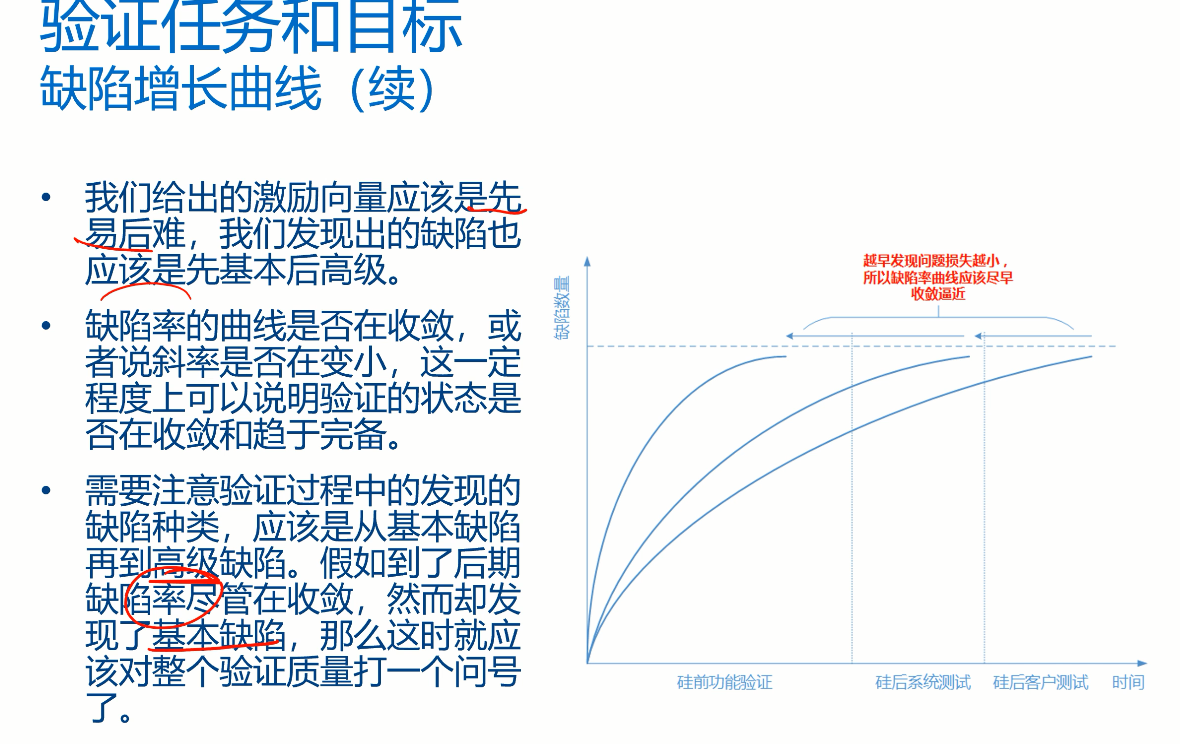 验证任务和目标
缺陷增长曲线（续）
• 我们给出的激励向量应该是先
易后难，我们发现出的缺陷也
应该是先基本后高级。
• 缺陷率的曲线是否在收敛，或
者说斜率是否在变小，这一定
程度上可以说明验证的状态是
否在收敛和趋于完备。
• 需要注意验证过程中的发现的
缺陷种类，应该是从基本缺陷
再到高级缺陷。假如到了后期
缺陷率尽管在收敛，然而却发
现了基本缺陷，那么这时就应
该对整个验证质量打一个问号
了。
越早发现问题损失越小，
所以缺陷率曲线应该尽早
收敛逼近
缺陷数量
硅前功能验证
硅后系统测试
硅后客户测试
时间